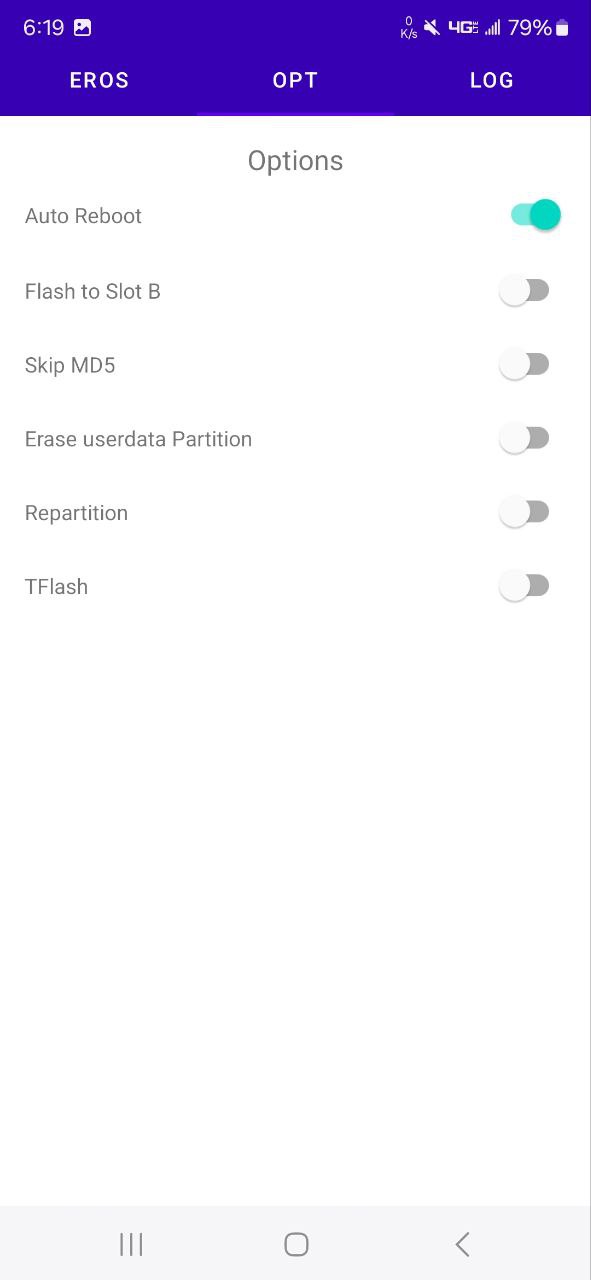 6:19 0 K/s 4G LTE 79%
EROS OPT LOG
Options
Auto Reboot
Flash to Slot B
Skip MD5
Erase userdata Partition
Repartition
TFlash